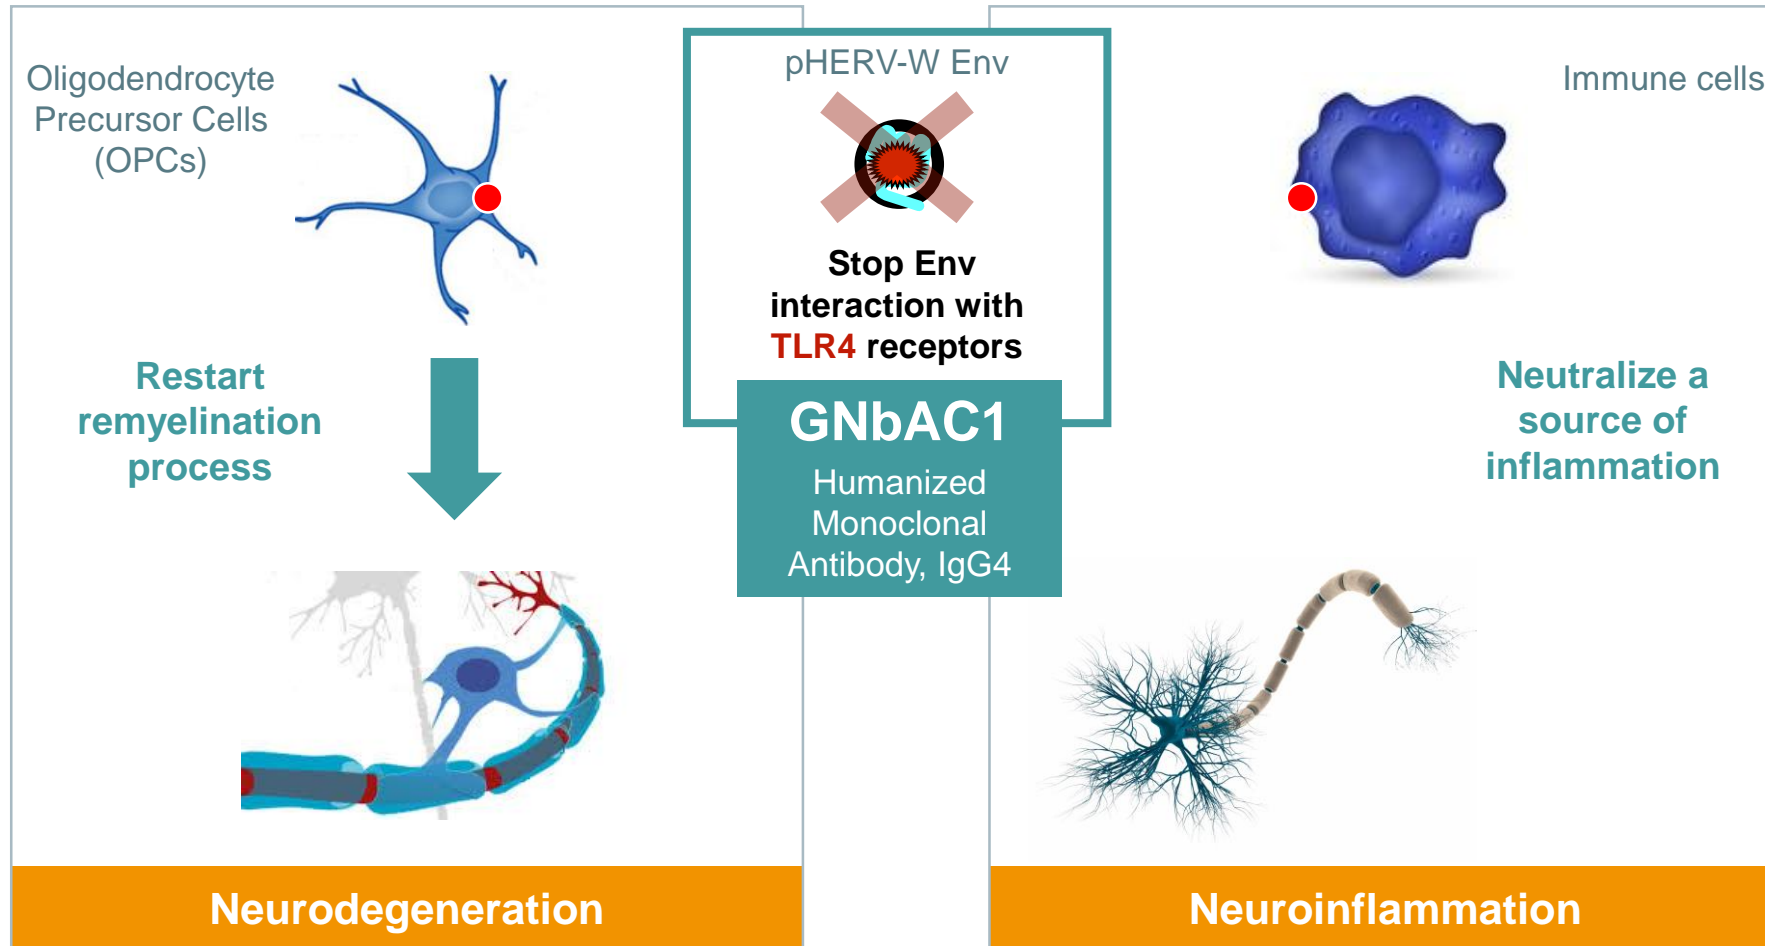 Oligodendrocyte
Precursor Cells
(OPCs)
Restart
remyelination
process
Neurodegeneration
pHERV-W Env
Stop Env
interaction with
TLR4 receptors
GNbAC1
Humanized
Monoclonal
Antibody, IgG4
Immune cells
Neutralize a
source of
inflammation
Neuroinflammation